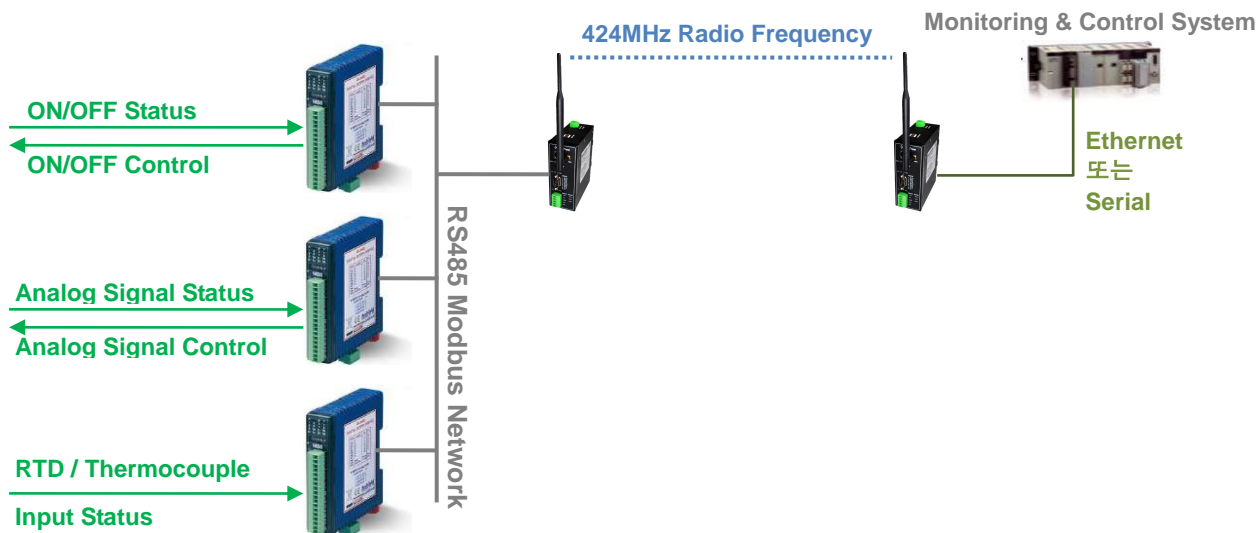 424MHz Radio Frequency
Monitoring & Control System
ON/OFF Status
ON/OFF Control
Ethernet
또는
Serial
RS485 Modbus Network
Analog Signal Status
Analog Signal Control
RTD / Thermocouple
Input Status